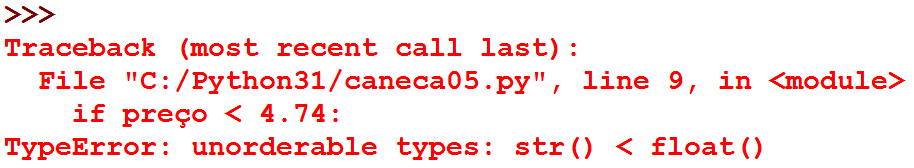 >>>
Traceback (most recent call last):
  File "C:/Python31/caneca05.py", line 9, in <module>
    if preço < 4.74:
TypeError: unorderable types: str() < float()